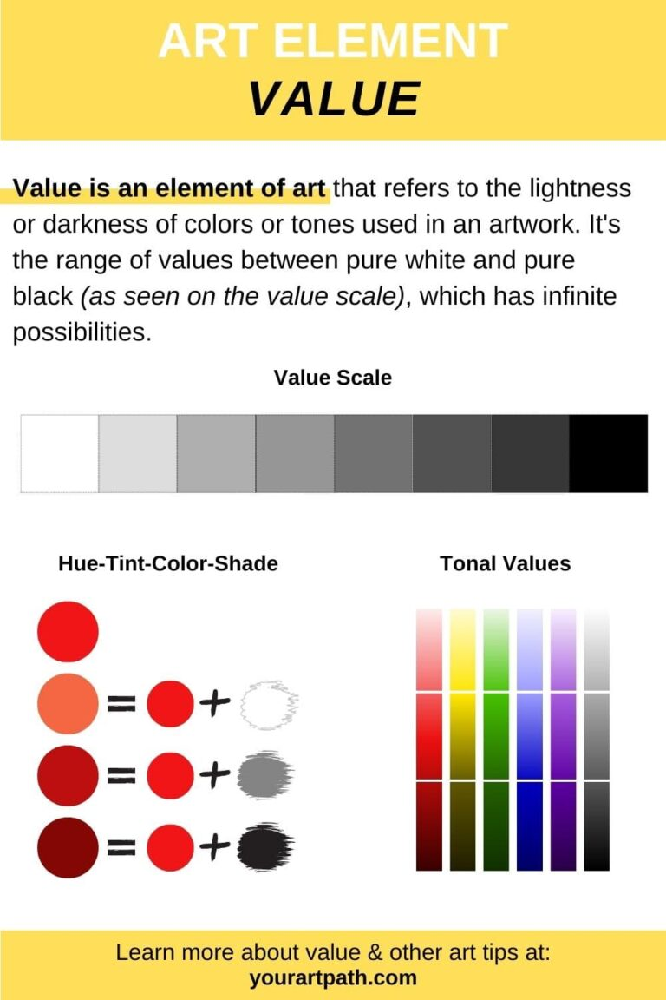 ART ELEMENT
VALUE
Value is an element of art that refers to the lightness
or darkness of colors or tones used in an artwork. It's
the range of values between pure white and pure
black (as seen on the value scale), which has infinite
possibilities.
Value Scale
Hue-Tint-Color-Shade
Tonal Values
= +
= +
= +
Learn more about value & other art tips at:
yourartpath.com